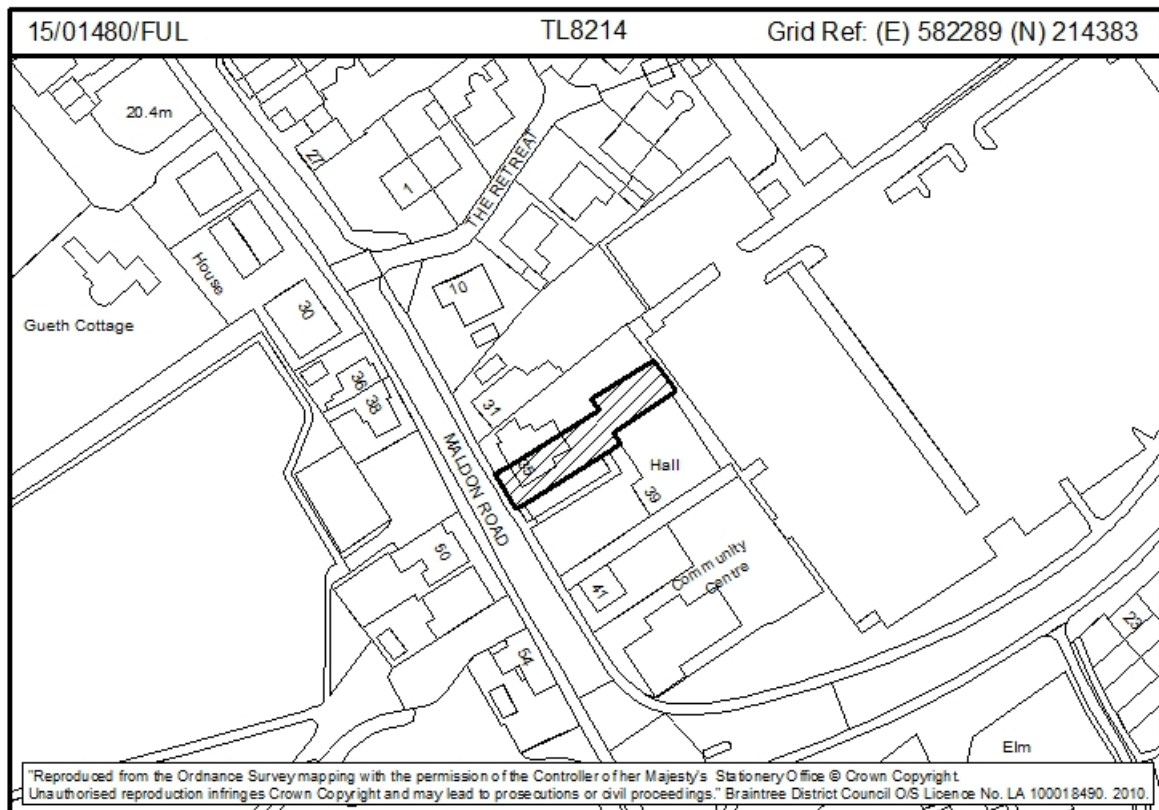 15/01480/FUL TL8214 Grid Ref: (E) 582289 (N) 214383
20.4m
27
1
THE RETREAT
House
30
10
Gueth Cottage
36
38
31
35
MALDON ROAD
Hall
39
50
41
Community
Centre
54
23
Elm
"Reproduced from the Ordnance Survey mapping with the permission of the Controller of her Majesty's Stationery Office © Crown Copyright.
Unauthorised reproduction infringes Crown Copyright and may lead to prosecutions or civil proceedings." Braintree District Council O/S Licence No. LA 100018490. 2010.